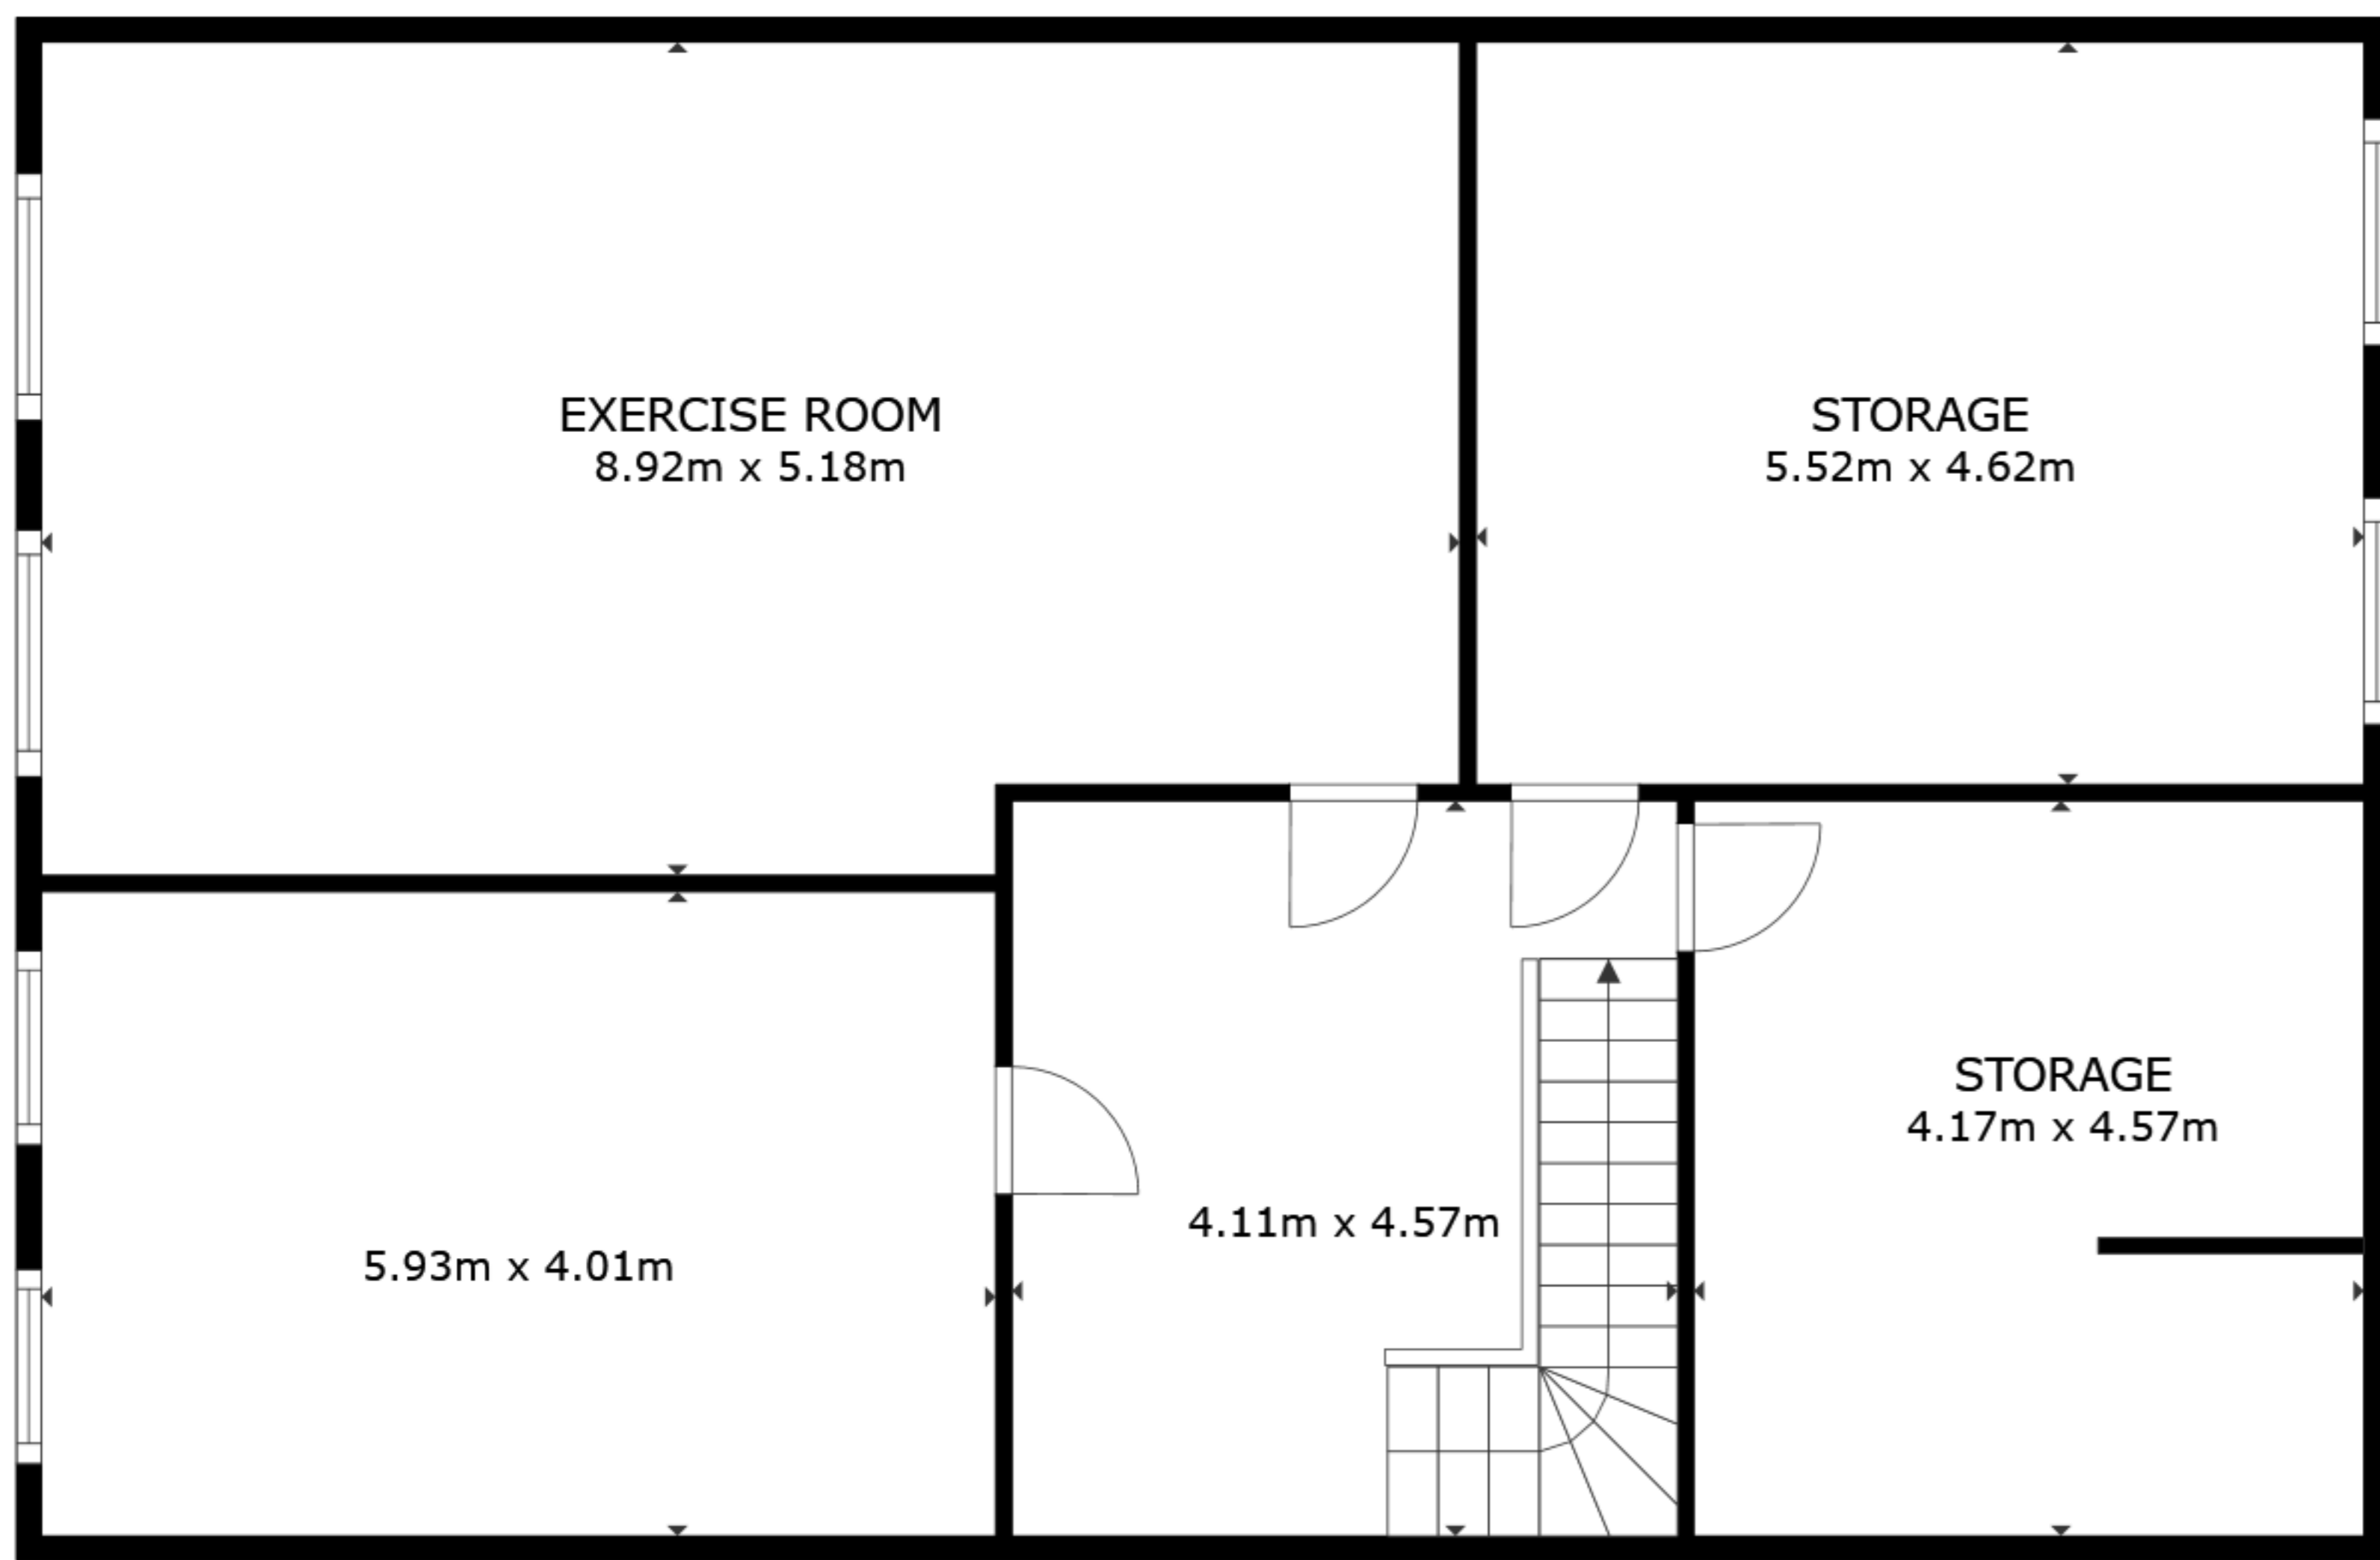 EXERCISE ROOM
8.92m x 5.18m
STORAGE
5.52m x 4.62m
STORAGE
4.17m x 4.57m
4.11m x 4.57m
5.93m x 4.01m